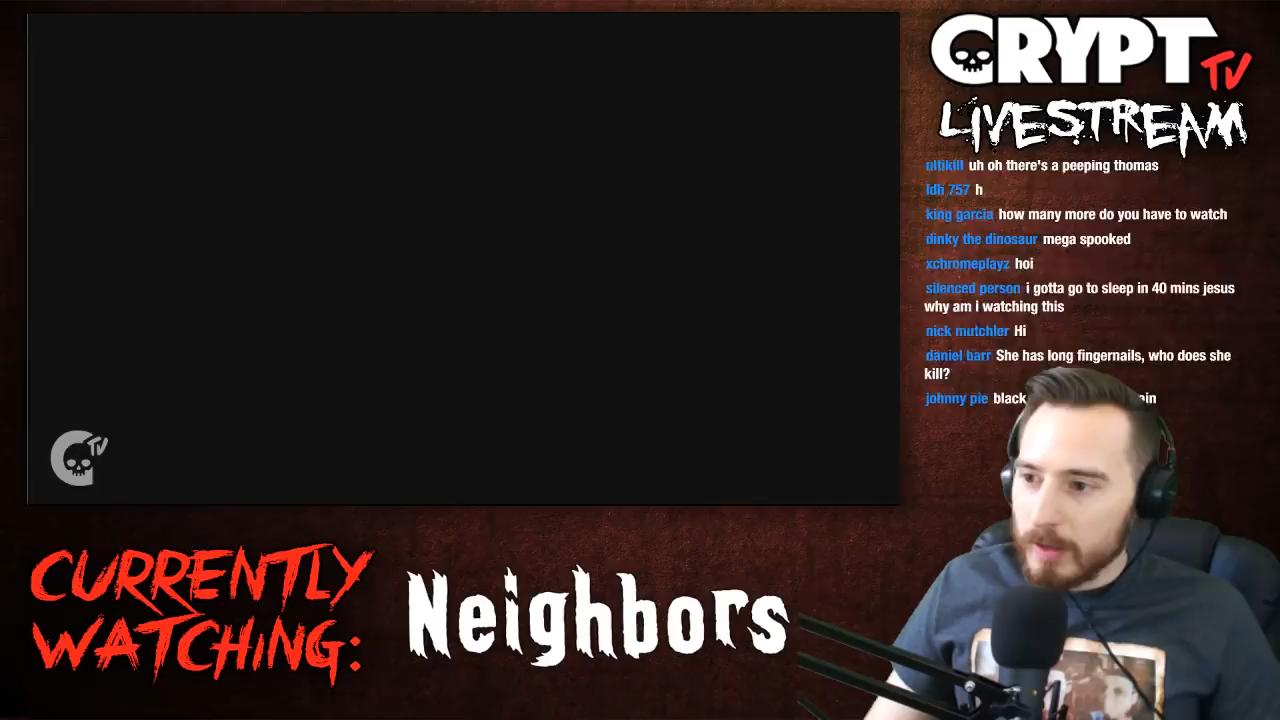 CRYPT TV
LIVESTREAM
ultikill uh oh there's a peeping thomas
ldh 757 h
king garcia how many more do you have to watch
dinky the dinosaur mega spooked
xchromeplayz hoi
silenced person i gotta go to sleep in 40 mins jesus
why am i watching this
nick mutchler Hi
daniel barr She has long fingernails, who does she
kill?
johnny pie black
TV
CURRENTLY
WATCHING:
Neighbors